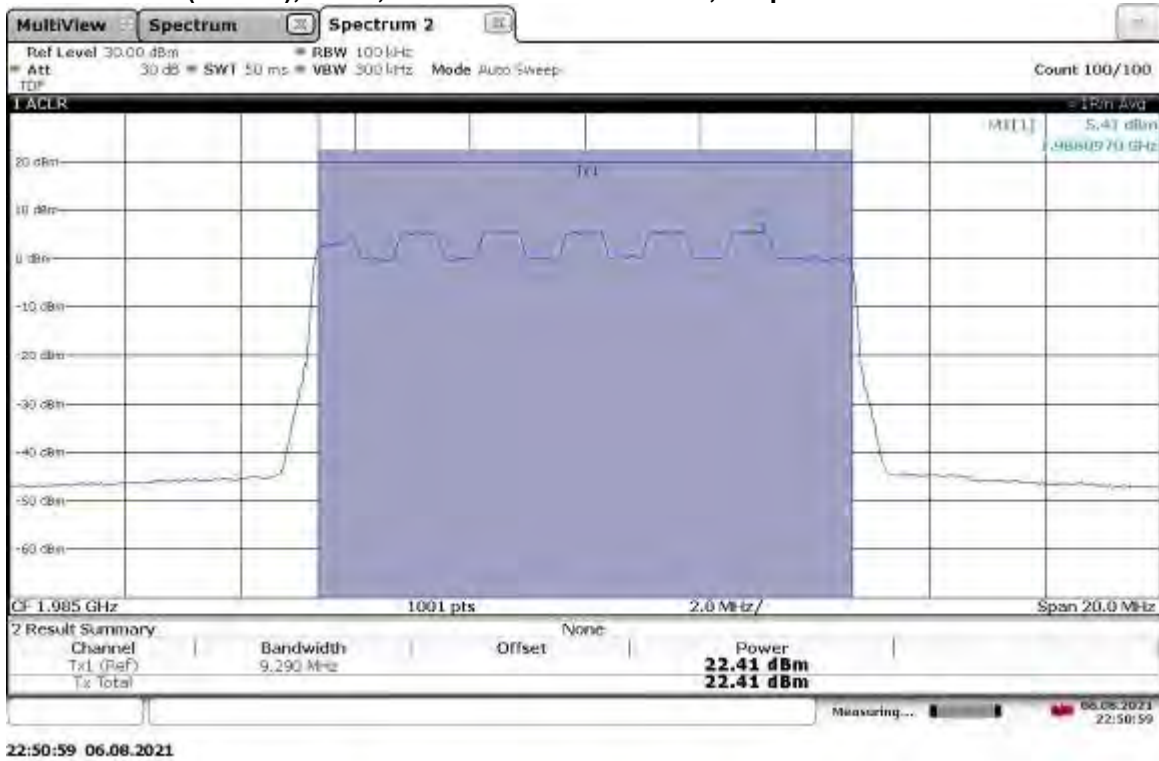 MultiView Spectrum Spectrum 2
Ref Level 30.00 dBm RBW 100 kHz
Att 30 dB SWT 50 ms VBW 300 kHz Mode Auto Sweep Count 100/100
TDF
1 ACLR 1Rm Avg
M1[1] 5.41 dBm
1.9880970 GHz
Tx1
20 dBm
10 dBm
0 dBm
-10 dBm
-20 dBm
-30 dBm
-40 dBm
-50 dBm
-60 dBm
CF 1.985 GHz 1001 pts 2.0 MHz/ Span 20.0 MHz
2 Result Summary None
Channel Bandwidth Offset Power
Tx1 (Ref) 9.290 MHz 22.41 dBm
Tx Total 22.41 dBm
Measuring... 06.08.2021
22:50:59
22:50:59 06.08.2021